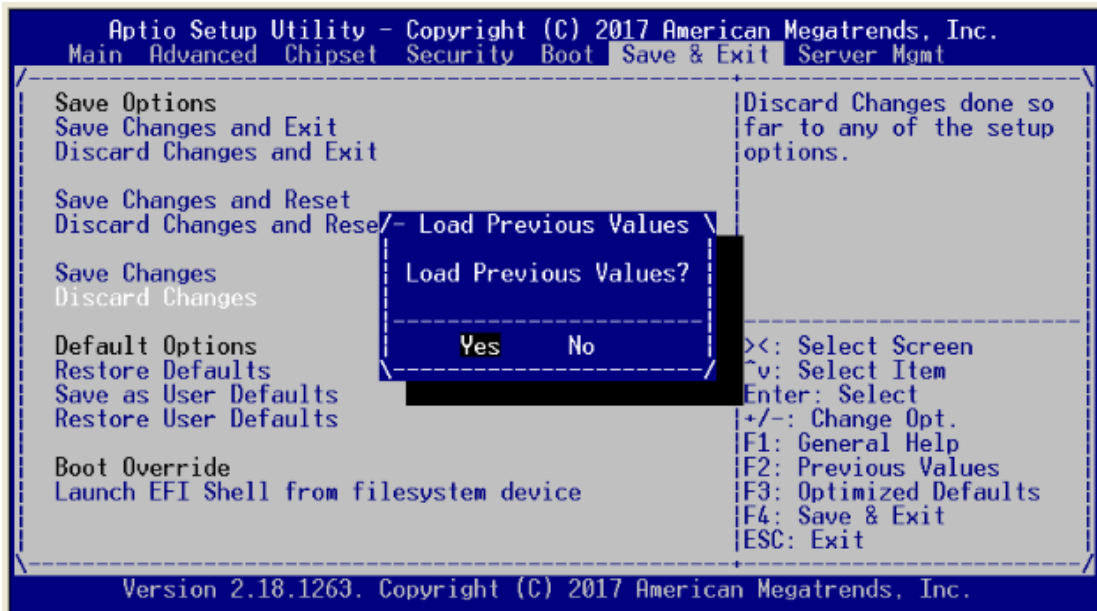 Aptio Setup Utility – Copyright (C) 2017 American Megatrends, Inc.
Main Advanced Chipset Security Boot Save & Exit Server Mgmt
Save Options
Save Changes and Exit
Discard Changes and Exit
Save Changes and Reset
Discard Changes and Rese
Save Changes
Discard Changes
Default Options
Restore Defaults
Save as User Defaults
Restore User Defaults
Boot Override
Launch EFI Shell from filesystem device
Load Previous Values
Load Previous Values?
Yes No
Discard Changes done so
far to any of the setup
options.
><: Select Screen
^v: Select Item
Enter: Select
+/-: Change Opt.
F1: General Help
F2: Previous Values
F3: Optimized Defaults
F4: Save & Exit
ESC: Exit
Version 2.18.1263. Copyright (C) 2017 American Megatrends, Inc.